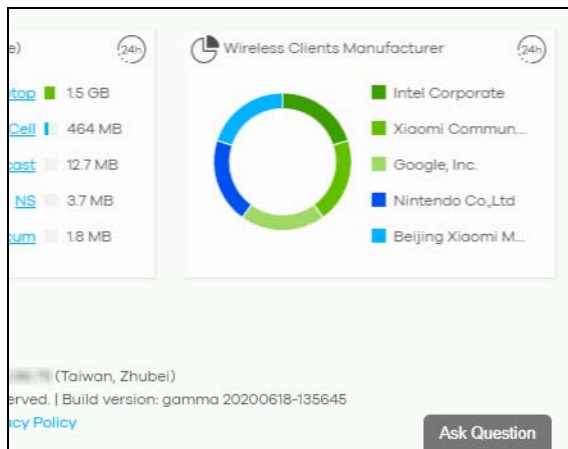 e)
24h
top 1.5 GB
Cell 464 MB
cast 12.7 MB
NS 3.7 MB
cum 1.8 MB
Wireless Clients Manufacturer
24h
Intel Corporate
Xiaomi Commun...
Google, Inc.
Nintendo Co.,Ltd
Beijing Xiaomi M...
(Taiwan, Zhubei)
erved. | Build version: gamma 20200618-135645
acy Policy
Ask Question